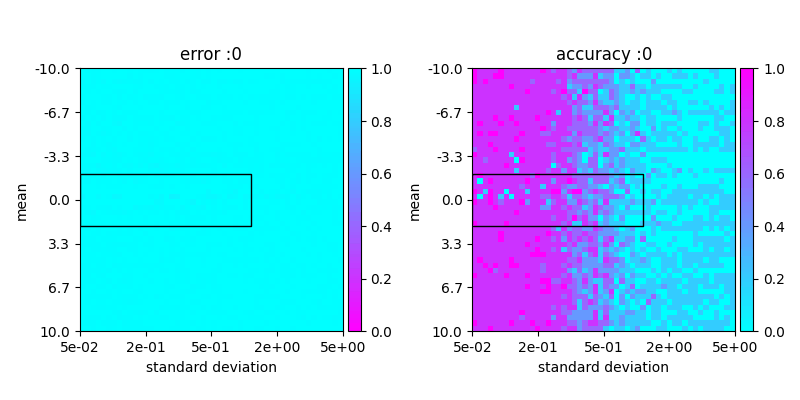 error :0
accuracy :0
-10.0
-6.7
-3.3
0.0
3.3
6.7
10.0
mean
5e-02
2e-01
5e-01
2e+00
5e+00
standard deviation
1.0
0.8
0.6
0.4
0.2
0.0
-10.0
-6.7
-3.3
0.0
3.3
6.7
10.0
mean
5e-02
2e-01
5e-01
2e+00
5e+00
standard deviation
1.0
0.8
0.6
0.4
0.2
0.0